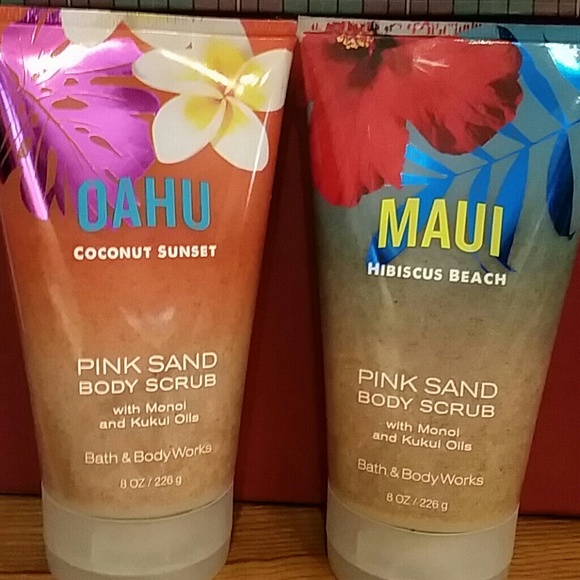 OAHU
COCONUT SUNSET
PINK SAND
BODY SCRUB
with Monoi
and Kukui Oils
Bath & Body Works
8 OZ / 226 g
MAUI
HIBISCUS BEACH
PINK SAND
BODY SCRUB
with Monoi
and Kukui Oils
Bath & Body Works
8 OZ / 226 g